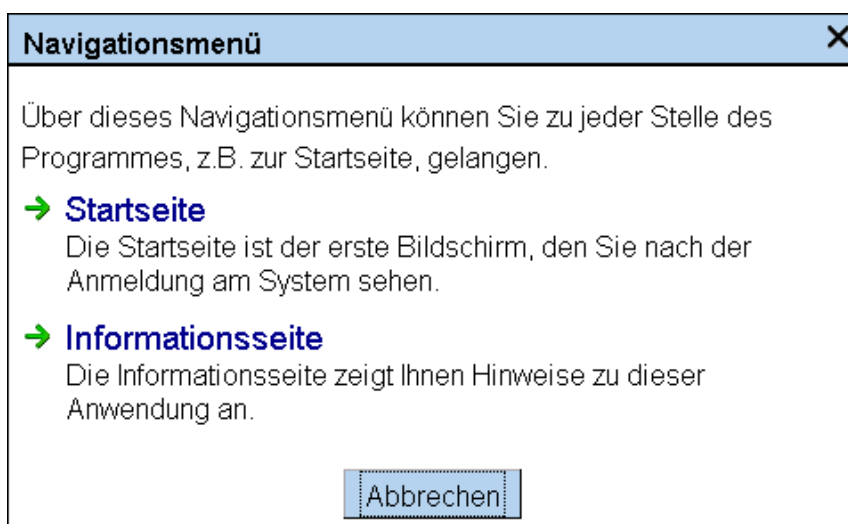 Navigationsmenü
Über dieses Navigationsmenü können Sie zu jeder Stelle des
Programmes, z.B. zur Startseite, gelangen.
Startseite
Die Startseite ist der erste Bildschirm, den Sie nach der
Anmeldung am System sehen.
Informationsseite
Die Informationsseite zeigt Ihnen Hinweise zu dieser
Anwendung an.
Abbrechen